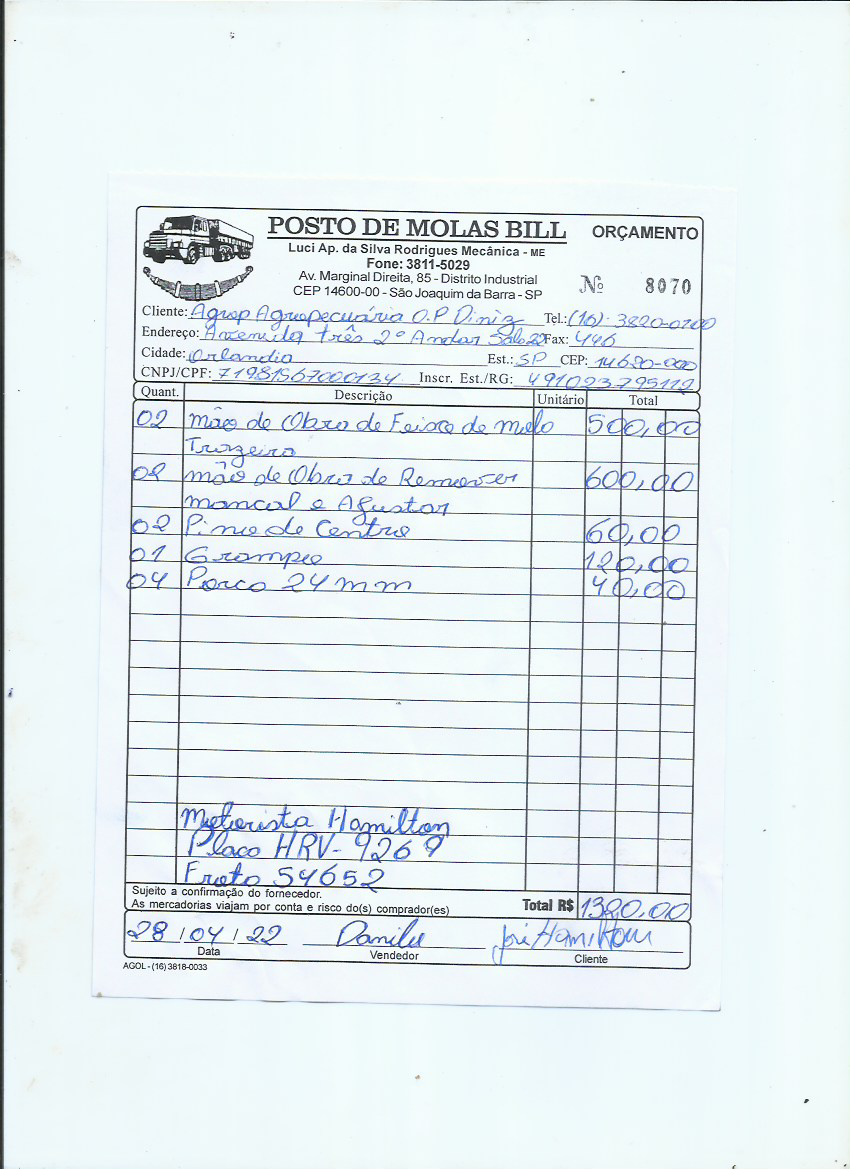 POSTO DE MOLAS BILL
ORÇAMENTO
Luci Ap. da Silva Rodrigues Mecânica - ME
Fone: 3811-5029
Av. Marginal Direita, 85 - Distrito Industrial
CEP 14600-00 - São Joaquim da Barra - SP
Nº 8070
Cliente: Agrop Agropecuária O.P Diniz Tel.: (16) 3820-0700
Endereço: Avenida três 2º Andar Sala 22 Fax: 446
Cidade: Orlandia Est.: SP CEP: 14620-000
CNPJ/CPF: 71981567000134 Inscr. Est./RG: 491023795112
Quant. Descrição Unitário Total
02 mão de Obra de Feixo de mola 500,00
Trazeiro
02 mão de Obra de Remover 600,00
mancal e Ajustar
02 Pino de Centro 60,00
01 Grampo 120,00
04 Porca 24 mm 40,00
Motorista Hamilton
Placa HRV-9269
Frota 54652
Sujeito a confirmação do fornecedor.
As mercadorias viajam por conta e risco do(s) comprador(es)
Total R$ 1320,00
28 / 04 / 22 Danilu José Hamilton
Data Vendedor Cliente
AGOL - (16) 3818-0033